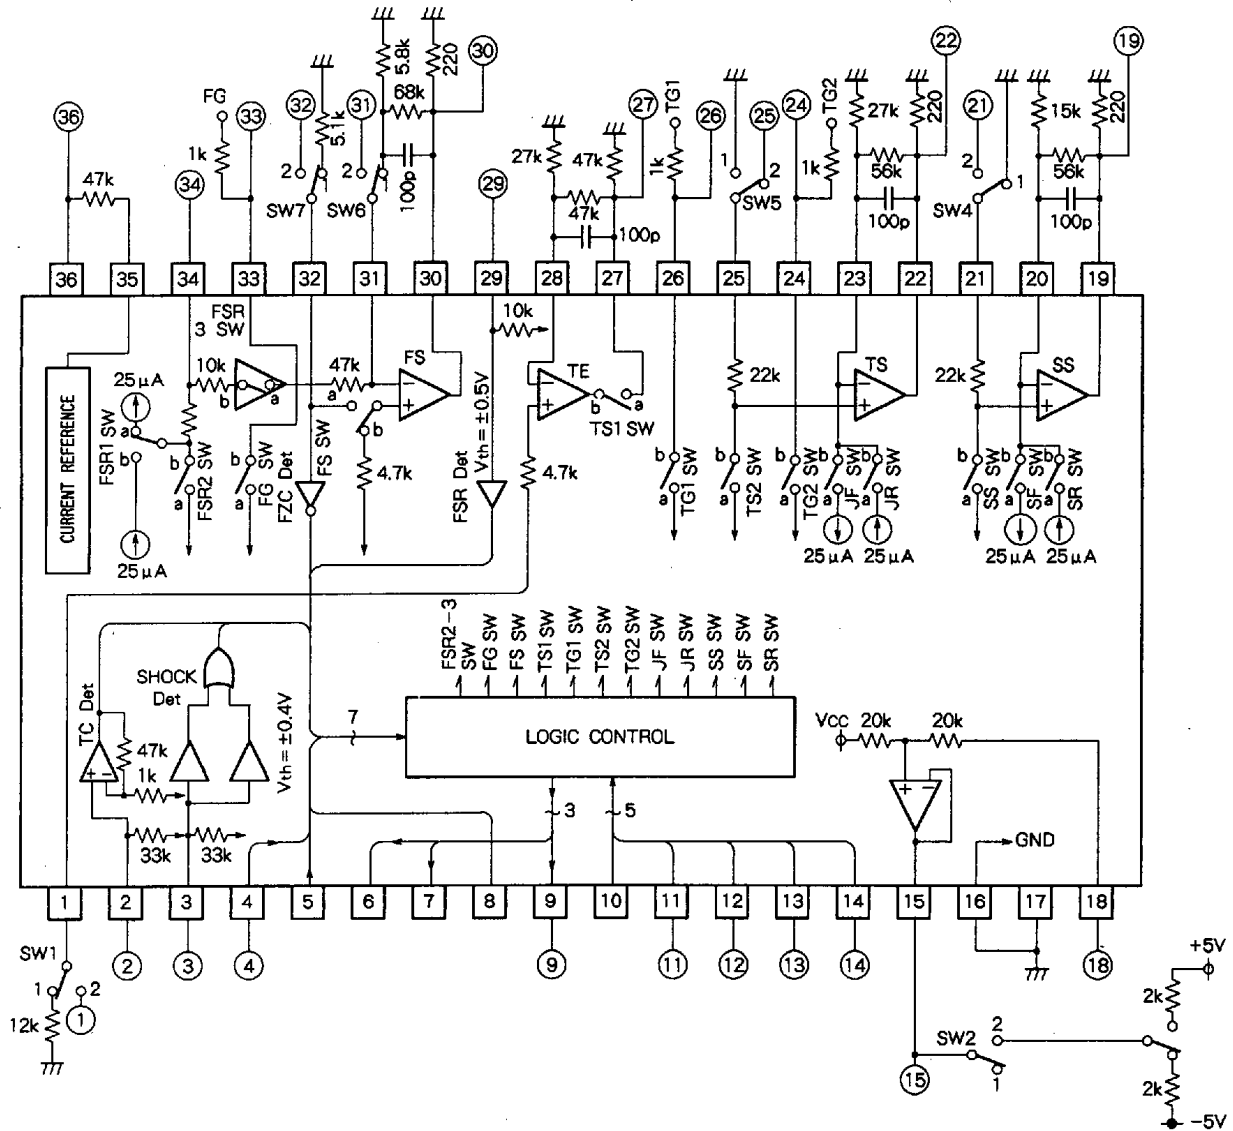 5.8k
220
30
22
19
36
FG
33
32
5.1k
31
68k
27
TG1
26
25
24
TG2
27k
220
21
15k
220
1k
47k
34
2
SW7
2
SW6
100p
29
27k
47k
47k
100p
1k
1
2
SW5
1k
56k
100p
2
1
SW4
56k
100p
36
35
34
33
32
31
30
29
28
27
26
25
24
23
22
21
20
19
FSR
3 SW
10k
b
a
47k
a
b
FS
10k
TE
b
a
TS1 SW
22k
TS
22k
SS
25μA
a
b
FSR1 SW
25μA
CURRENT REFERENCE
b
a
FSR2 SW
b
a
FG SW
FZC Det
FS SW
4.7k
FSR Det
Vth=±0.5V
4.7k
b
a
TG1 SW
b
a
TS2 SW
b
a
TG2 SW
b
a
JF SW
JR SW
25μA
25μA
b
a
SS SW
b
a
SF SW
b
a
SR SW
25μA
25μA
FSR2-3
SW
FG SW
FS SW
TS1 SW
TG1 SW
TS2 SW
TG2 SW
JF SW
JR SW
SS SW
SF SW
SR SW
SHOCK
Det
TC Det
47k
1k
33k
33k
Vth=±0.4V
7
LOGIC CONTROL
3
5
Vcc
20k
20k
GND
1
2
3
4
5
6
7
8
9
10
11
12
13
14
15
16
17
18
SW1
1
2
12k
1
2
3
4
9
11
12
13
14
18
+5V
2k
SW2
2
1
15
2k
-5V